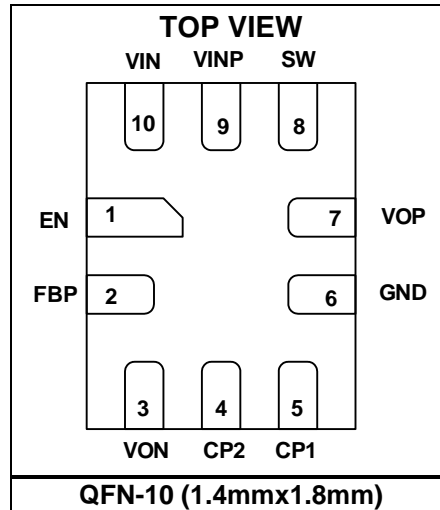 TOP VIEW
VIN VINP SW
10 9 8
EN 1 7 VOP
FBP 2 6 GND
3 4 5
VON CP2 CP1
QFN-10 (1.4mmx1.8mm)